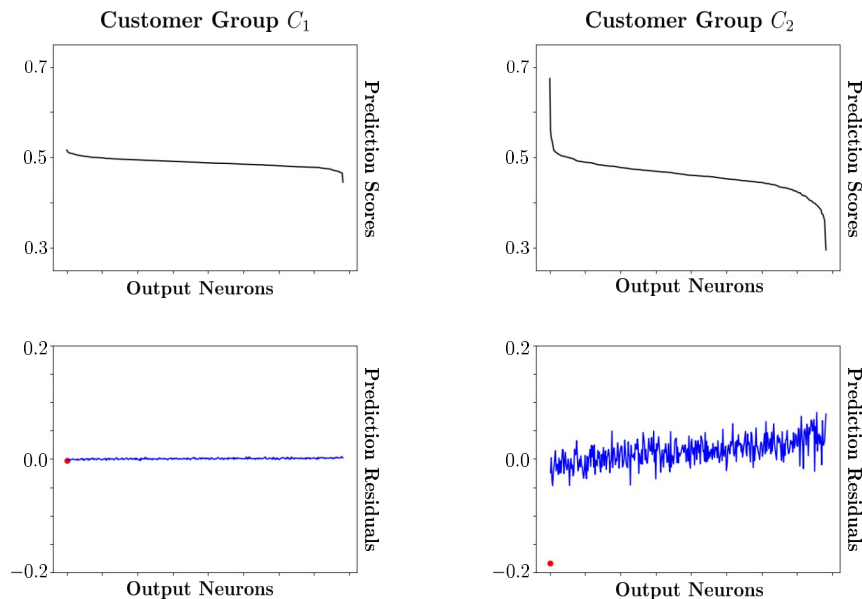 Customer Group $C_1$
0.7
0.5
0.3
Prediction Scores
Output Neurons
Customer Group $C_2$
0.7
0.5
0.3
Prediction Scores
Output Neurons
0.2
0.0
−0.2
Prediction Residuals
Output Neurons
0.2
0.0
−0.2
Prediction Residuals
Output Neurons